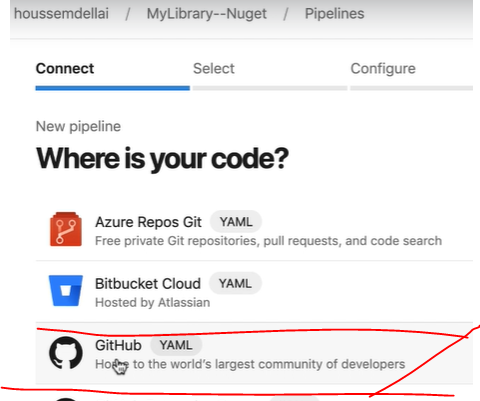 houssemdellai / MyLibrary--Nuget / Pipelines
Connect Select Configure
New pipeline
Where is your code?
Azure Repos Git YAML
Free private Git repositories, pull requests, and code search
Bitbucket Cloud YAML
Hosted by Atlassian
GitHub YAML
Home to the world's largest community of developers